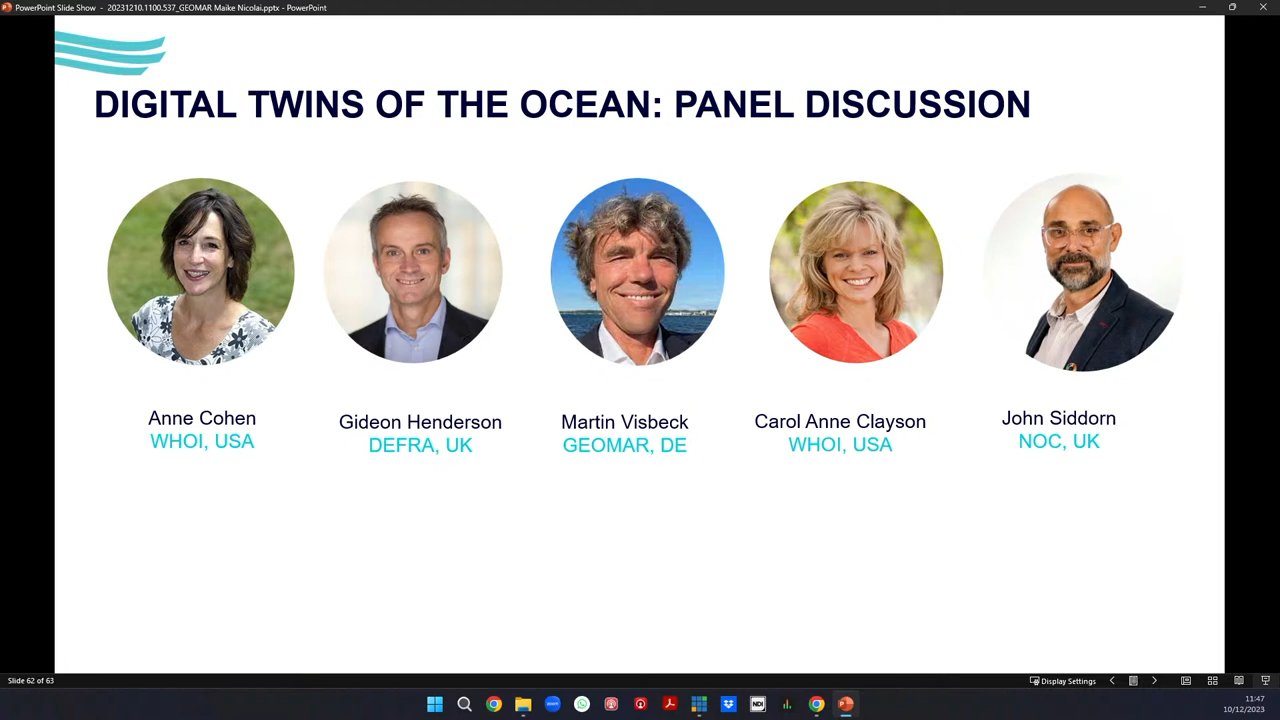 PowerPoint Slide Show - 20231210.1100.537_GEOMAR Maike Nicolai.pptx - PowerPoint
DIGITAL TWINS OF THE OCEAN: PANEL DISCUSSION
Anne Cohen
WHOI, USA
Gideon Henderson
DEFRA, UK
Martin Visbeck
GEOMAR, DE
Carol Anne Clayson
WHOI, USA
John Siddorn
NOC, UK
Slide 62 of 63
Display Settings
zoom
NDI
11:47
10/12/2023